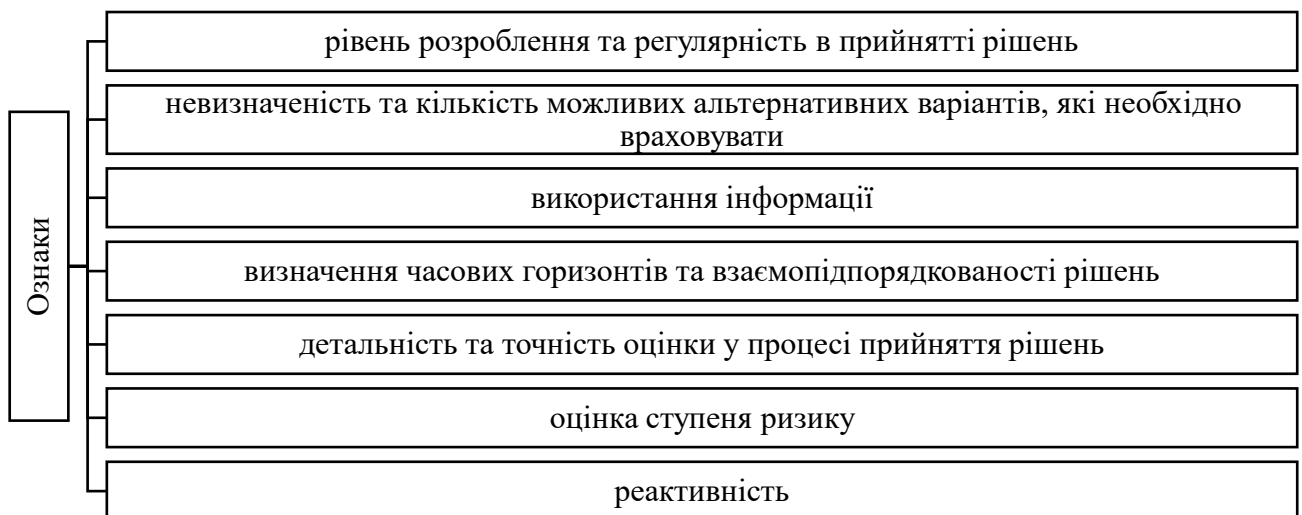 Ознаки
рівень розроблення та регулярність в прийнятті рішень
невизначеність та кількість можливих альтернативних варіантів, які необхідно
враховувати
використання інформації
визначення часових горизонтів та взаємопідпорядкованості рішень
детальність та точність оцінки у процесі прийняття рішень
оцінка ступеня ризику
реактивність